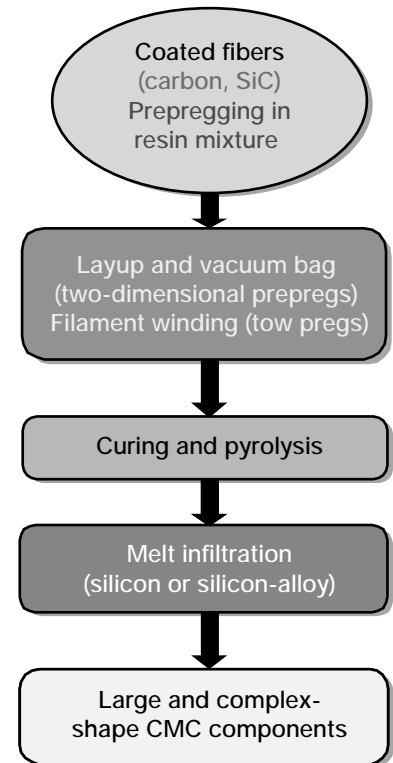 Coated fibers
(carbon, SiC)
Prepregging in
resin mixture
Layup and vacuum bag
(two-dimensional prepregs)
Filament winding (tow pregs)
Curing and pyrolysis
Melt infiltration
(silicon or silicon-alloy)
Large and complex-
shape CMC components